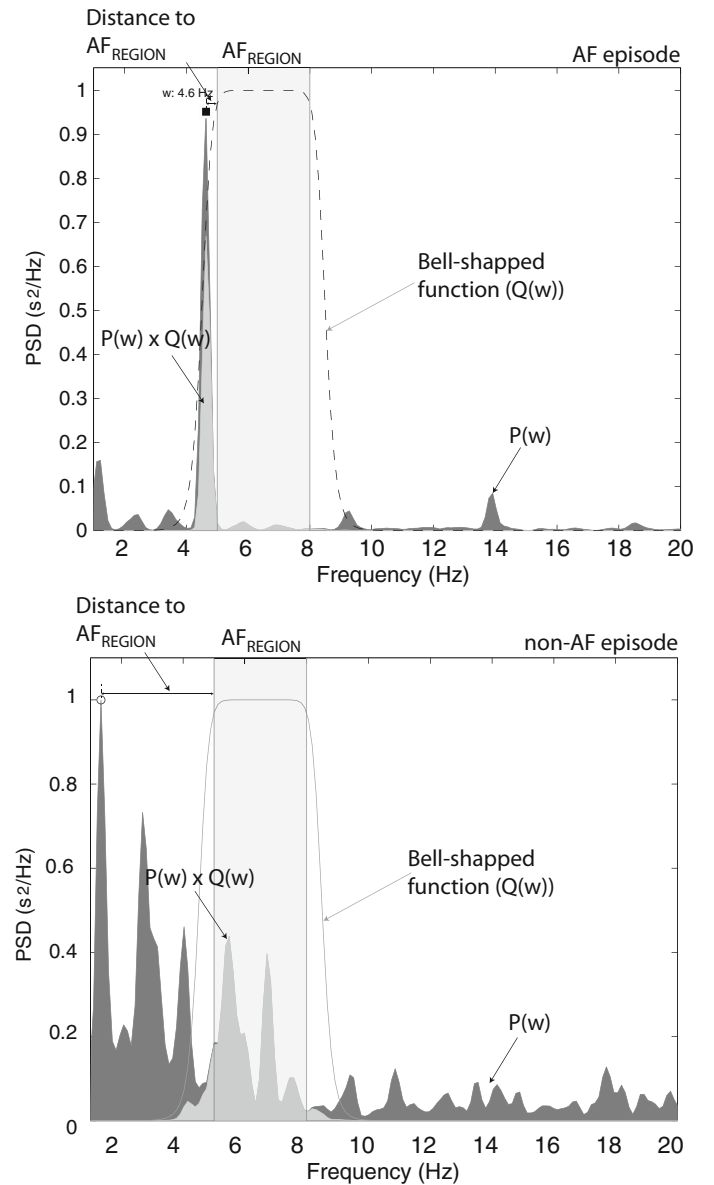 Distance to
AF_REGION
AF_REGION
AF episode
w: 4.6 Hz
1
0.9
0.8
0.7
0.6
0.5
0.4
0.3
0.2
0.1
0
PSD (s2/Hz)
Bell-shapped
function (Q(w))
P(w) x Q(w)
P(w)
2 4 6 8 10 12 14 16 18 20
Frequency (Hz)
Distance to
AF_REGION
AF_REGION
non-AF episode
1
0.8
0.6
0.4
0.2
0
PSD (s2/Hz)
P(w) x Q(w)
Bell-shapped
function (Q(w))
P(w)
2 4 6 8 10 12 14 16 18 20
Frequency (Hz)